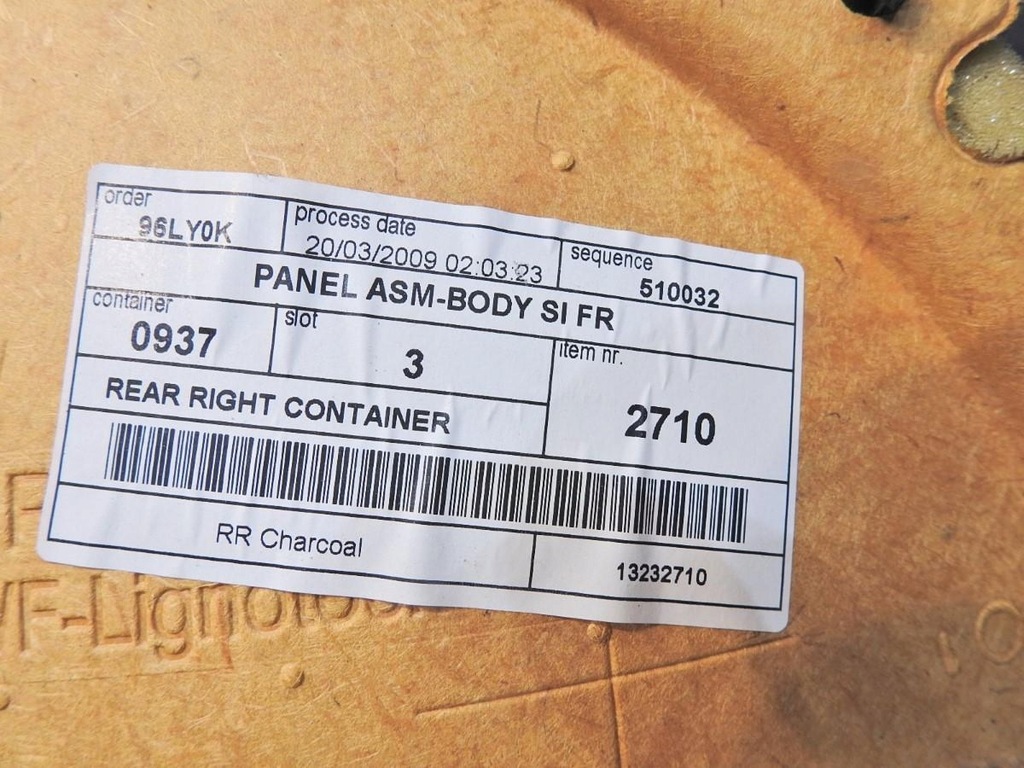 order
96LY0K
process date
20/03/2009 02:03:23
sequence
510032
PANEL ASM-BODY SI FR
container
0937
slot
3
item nr.
2710
REAR RIGHT CONTAINER
RR Charcoal
13232710